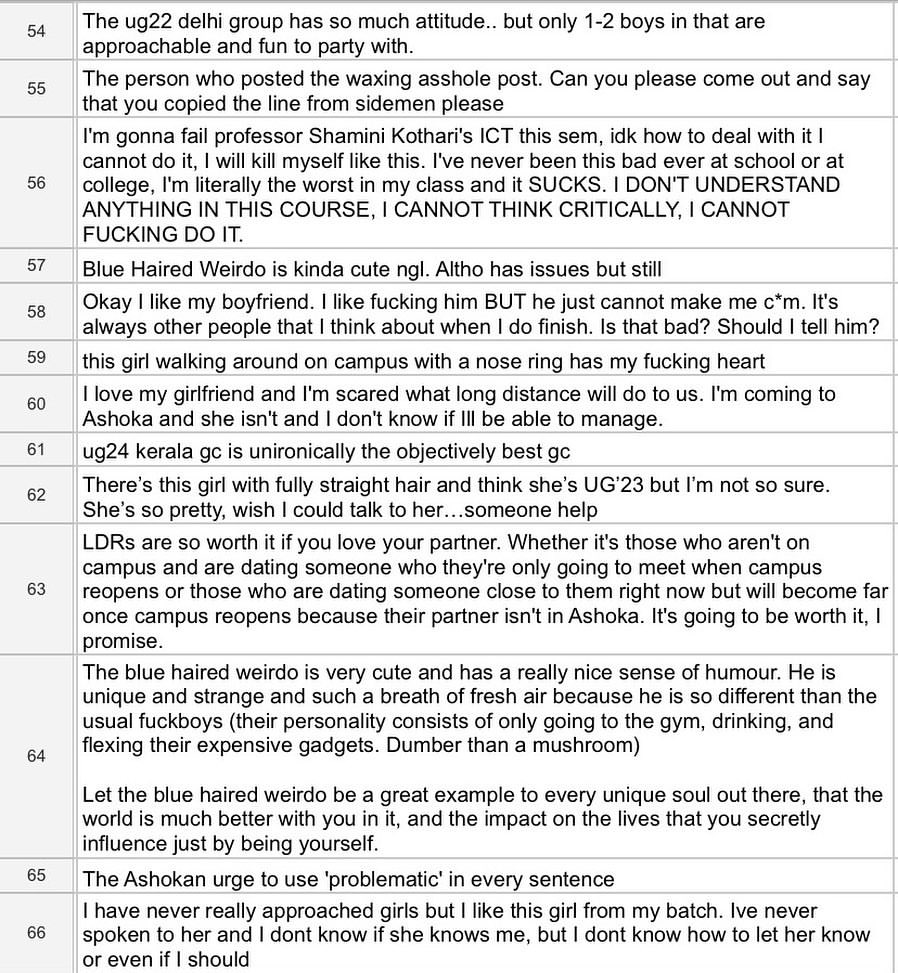 54
The ug22 delhi group has so much attitude.. but only 1-2 boys in that are
approachable and fun to party with.
55
The person who posted the waxing asshole post. Can you please come out and say
that you copied the line from sidemen please
56
I'm gonna fail professor Shamini Kothari's ICT this sem, idk how to deal with it I
cannot do it, I will kill myself like this. I've never been this bad ever at school or at
college, I'm literally the worst in my class and it SUCKS. I DON'T UNDERSTAND
ANYTHING IN THIS COURSE, I CANNOT THINK CRITICALLY, I CANNOT
FUCKING DO IT.
57
Blue Haired Weirdo is kinda cute ngl. Altho has issues but still
58
Okay I like my boyfriend. I like fucking him BUT he just cannot make me c*m. It's
always other people that I think about when I do finish. Is that bad? Should I tell him?
59
this girl walking around on campus with a nose ring has my fucking heart
60
I love my girlfriend and I'm scared what long distance will do to us. I'm coming to
Ashoka and she isn't and I don't know if Ill be able to manage.
61
ug24 kerala gc is unironically the objectively best gc
62
There’s this girl with fully straight hair and think she’s UG’23 but I’m not so sure.
She’s so pretty, wish I could talk to her…someone help
63
LDRs are so worth it if you love your partner. Whether it's those who aren't on
campus and are dating someone who they're only going to meet when campus
reopens or those who are dating someone close to them right now but will become far
once campus reopens because their partner isn't in Ashoka. It's going to be worth it, I
promise.
64
The blue haired weirdo is very cute and has a really nice sense of humour. He is
unique and strange and such a breath of fresh air because he is so different than the
usual fuckboys (their personality consists of only going to the gym, drinking, and
flexing their expensive gadgets. Dumber than a mushroom)
Let the blue haired weirdo be a great example to every unique soul out there, that the
world is much better with you in it, and the impact on the lives that you secretly
influence just by being yourself.
65
The Ashokan urge to use 'problematic' in every sentence
66
I have never really approached girls but I like this girl from my batch. Ive never
spoken to her and I dont know if she knows me, but I dont know how to let her know
or even if I should